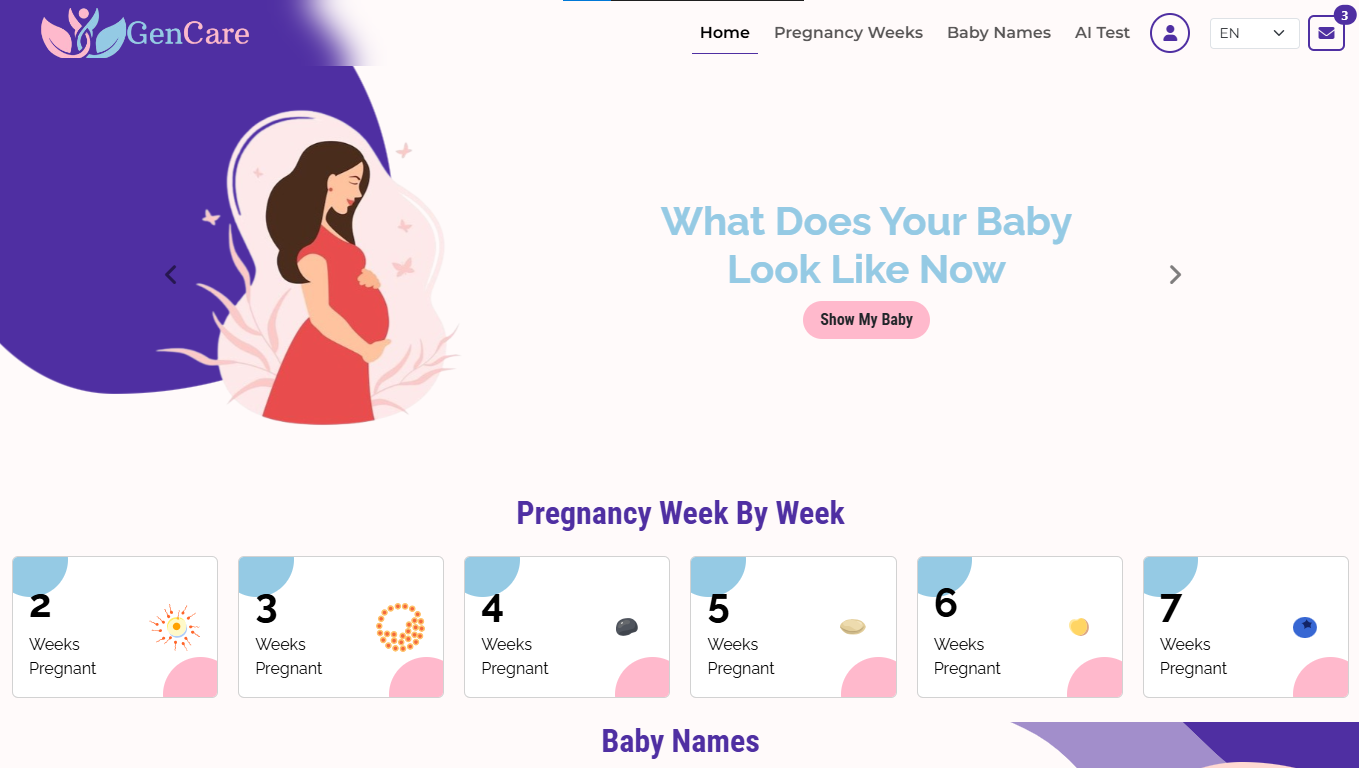 GenCare
Home
Pregnancy Weeks
Baby Names
AI Test
EN
3
What Does Your Baby
Look Like Now
Show My Baby
Pregnancy Week By Week
2
Weeks
Pregnant
3
Weeks
Pregnant
4
Weeks
Pregnant
5
Weeks
Pregnant
6
Weeks
Pregnant
7
Weeks
Pregnant
Baby Names